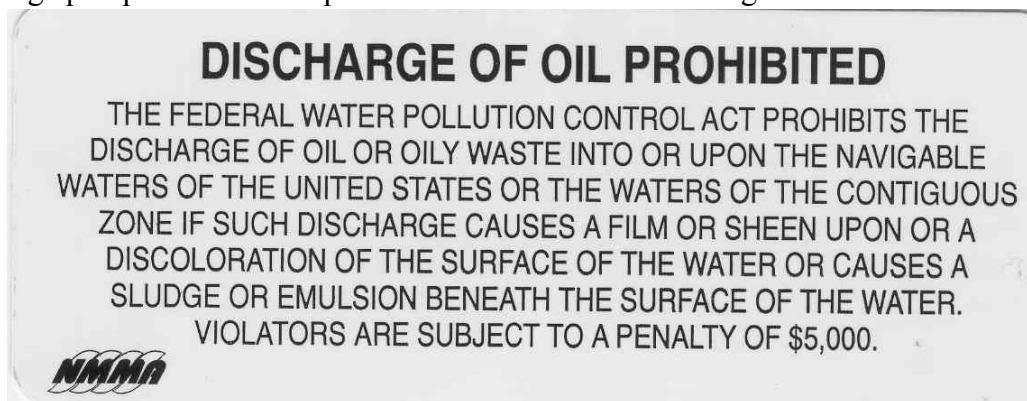 DISCHARGE OF OIL PROHIBITED
THE FEDERAL WATER POLLUTION CONTROL ACT PROHIBITS THE
DISCHARGE OF OIL OR OILY WASTE INTO OR UPON THE NAVIGABLE
WATERS OF THE UNITED STATES OR THE WATERS OF THE CONTIGUOUS
ZONE IF SUCH DISCHARGE CAUSES A FILM OR SHEEN UPON OR A
DISCOLORATION OF THE SURFACE OF THE WATER OR CAUSES A
SLUDGE OR EMULSION BENEATH THE SURFACE OF THE WATER.
VIOLATORS ARE SUBJECT TO A PENALTY OF $5,000.
NMMA